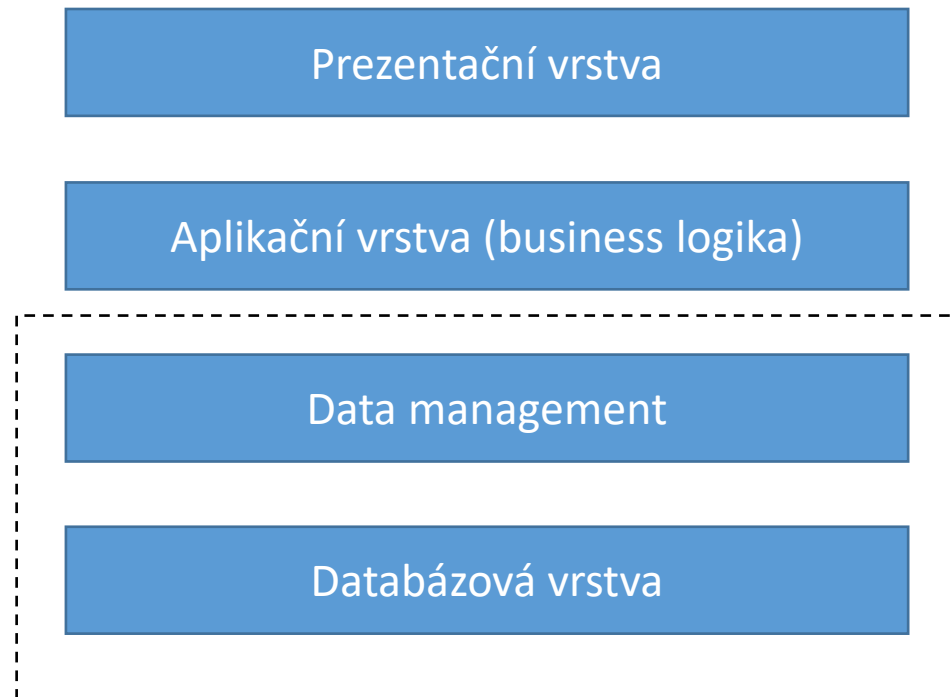 Prezentační vrstva
Aplikační vrstva (business logika)
Data management
Databázová vrstva